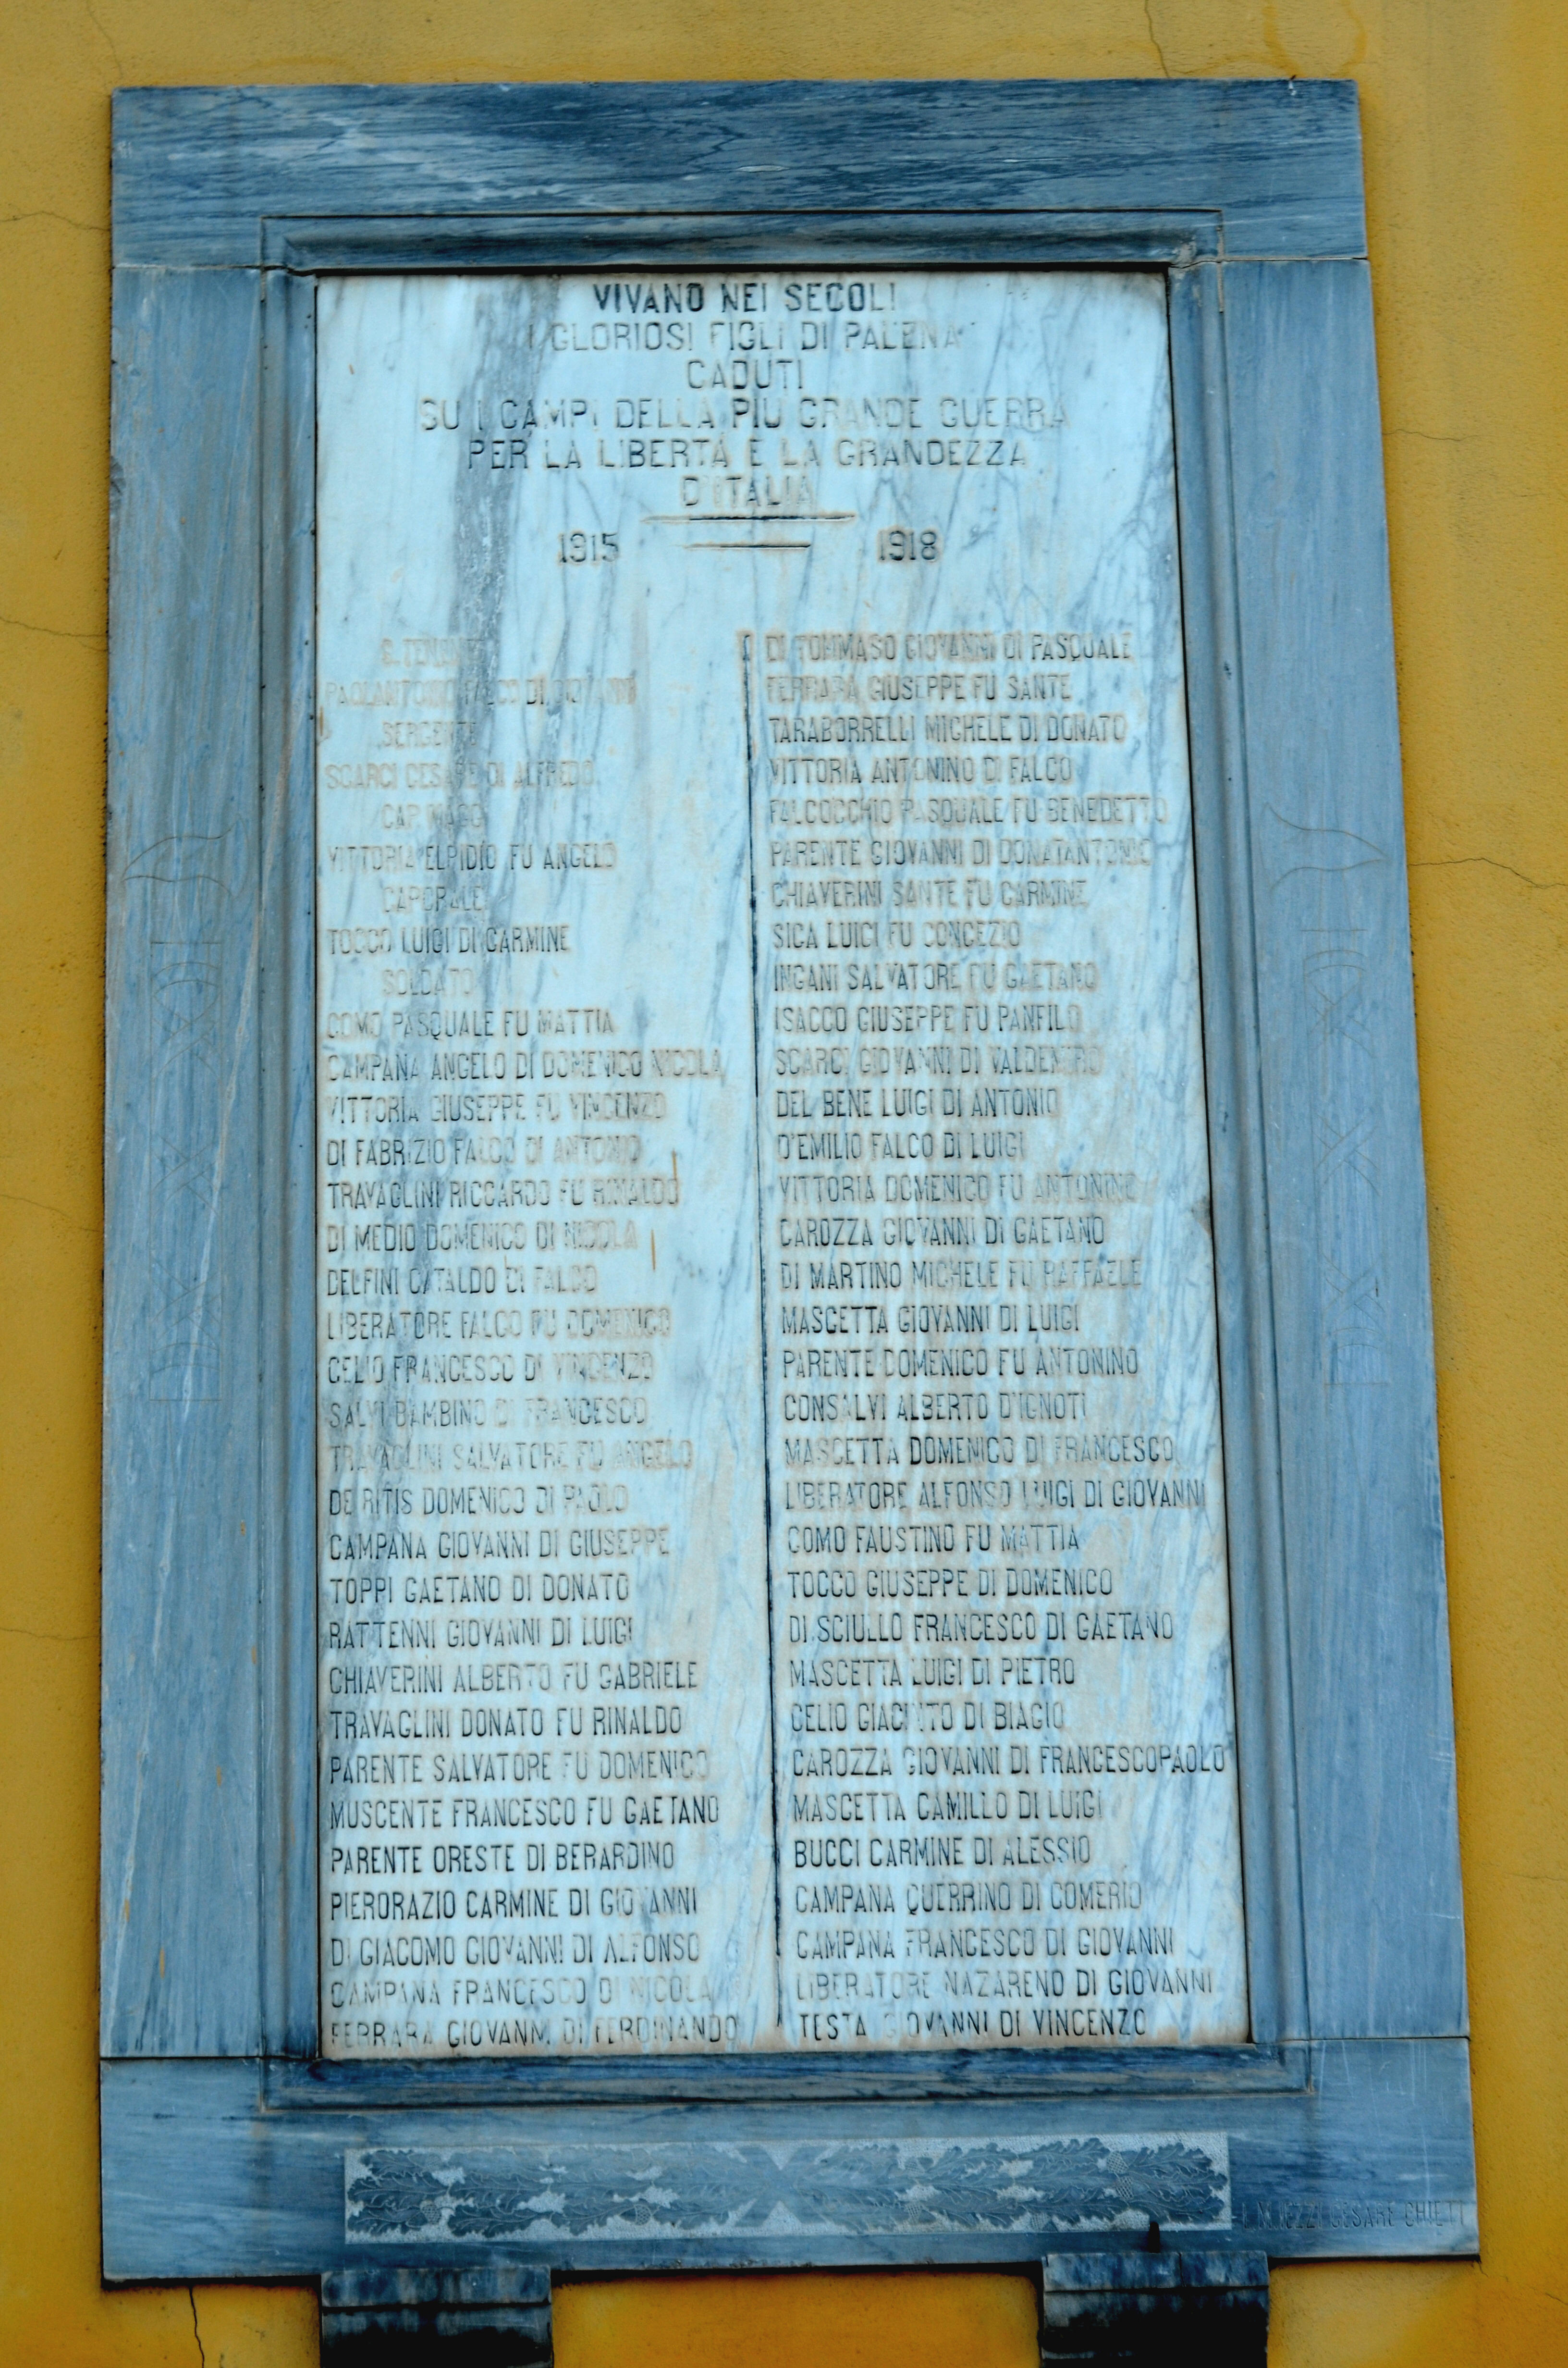 VIVANO NEI SECOLI
I GLORIOSI FIGLI DI PALENA
CADUTI
SU I CAMPI DELLA PIU GRANDE GUERRA
PER LA LIBERTÀ E LA GRANDEZZA
D'ITALIA
1915 1918
S. TENENTE
PAOLANTONIO FALCO DI GIOVANNI
SERGENTE
SCARCI CESARE DI ALFREDO
CAP. MAGG.
VITTORIA ELPIDIO FU ANGELO
CAPORALE
TOCCO LUIGI DI CARMINE
SOLDATO
COMO PASQUALE FU MATTIA
CAMPANA ANGELO DI DOMENICO NICOLA
VITTORIA GIUSEPPE FU VINCENZO
DI FABRIZIO FALCO DI ANTONIO
TRAVAGLINI RICCARDO FU RINALDO
DI MEDIO DOMENICO DI NICOLA
DELFINI CATALDO DI FALCO
LIBERATORE FALCO FU DOMENICO
CELIO FRANCESCO DI VINCENZO
SALVI BAMBINO DI FRANCESCO
TRAVAGLINI SALVATORE FU ANGELO
DE RITIS DOMENICO DI PAOLO
CAMPANA GIOVANNI DI GIUSEPPE
TOPPI GAETANO DI DONATO
RATTENNI GIOVANNI DI LUIGI
CHIAVERINI ALBERTO FU GABRIELE
TRAVAGLINI DONATO FU RINALDO
PARENTE SALVATORE FU DOMENICO
MUSCENTE FRANCESCO FU GAETANO
PARENTE ORESTE DI BERARDINO
PIERORAZIO CARMINE DI GIOVANNI
DI GIACOMO GIOVANNI DI ALFONSO
CAMPANA FRANCESCO DI NICOLA
FERRARA GIOVANNI DI FERDINANDO
DI TOMMASO GIOVANNI DI PASQUALE
FERRARA GIUSEPPE FU SANTE
TARABORRELLI MICHELE DI DONATO
VITTORIA ANTONINO DI FALCO
FALCOCCHIO PASQUALE FU BENEDETTO
PARENTE GIOVANNI DI DONATANTONIO
CHIAVERINI SANTE FU CARMINE
SICA LUIGI FU CONCEZIO
INGANI SALVATORE FU GAETANO
ISACCO GIUSEPPE FU PANFILO
SCARCI GIOVANNI DI VALDEMIRO
DEL BENE LUIGI DI ANTONIO
D'EMILIO FALCO DI LUIGI
VITTORIA DOMENICO FU ANTONINO
CAROZZA GIOVANNI DI GAETANO
DI MARTINO MICHELE FU RAFFAELE
MASCETTA GIOVANNI DI LUIGI
PARENTE DOMENICO FU ANTONINO
CONSALVI ALBERTO D'IGNOTI
MASCETTA DOMENICO DI FRANCESCO
LIBERATORE ALFONSO LUIGI DI GIOVANNI
COMO FAUSTINO FU MATTIA
TOCCO GIUSEPPE DI DOMENICO
DI SCIULLO FRANCESCO DI GAETANO
MASCETTA LUIGI DI PIETRO
CELIO GIACINTO DI BIAGIO
CAROZZA GIOVANNI DI FRANCESCOPAOLO
MASCETTA CAMILLO DI LUIGI
BUCCI CARMINE DI ALESSIO
CAMPANA QUERRINO DI COMERIO
CAMPANA FRANCESCO DI GIOVANNI
LIBERATORE NAZARENO DI GIOVANNI
TESTA GIOVANNI DI VINCENZO
CESARE CHIETI